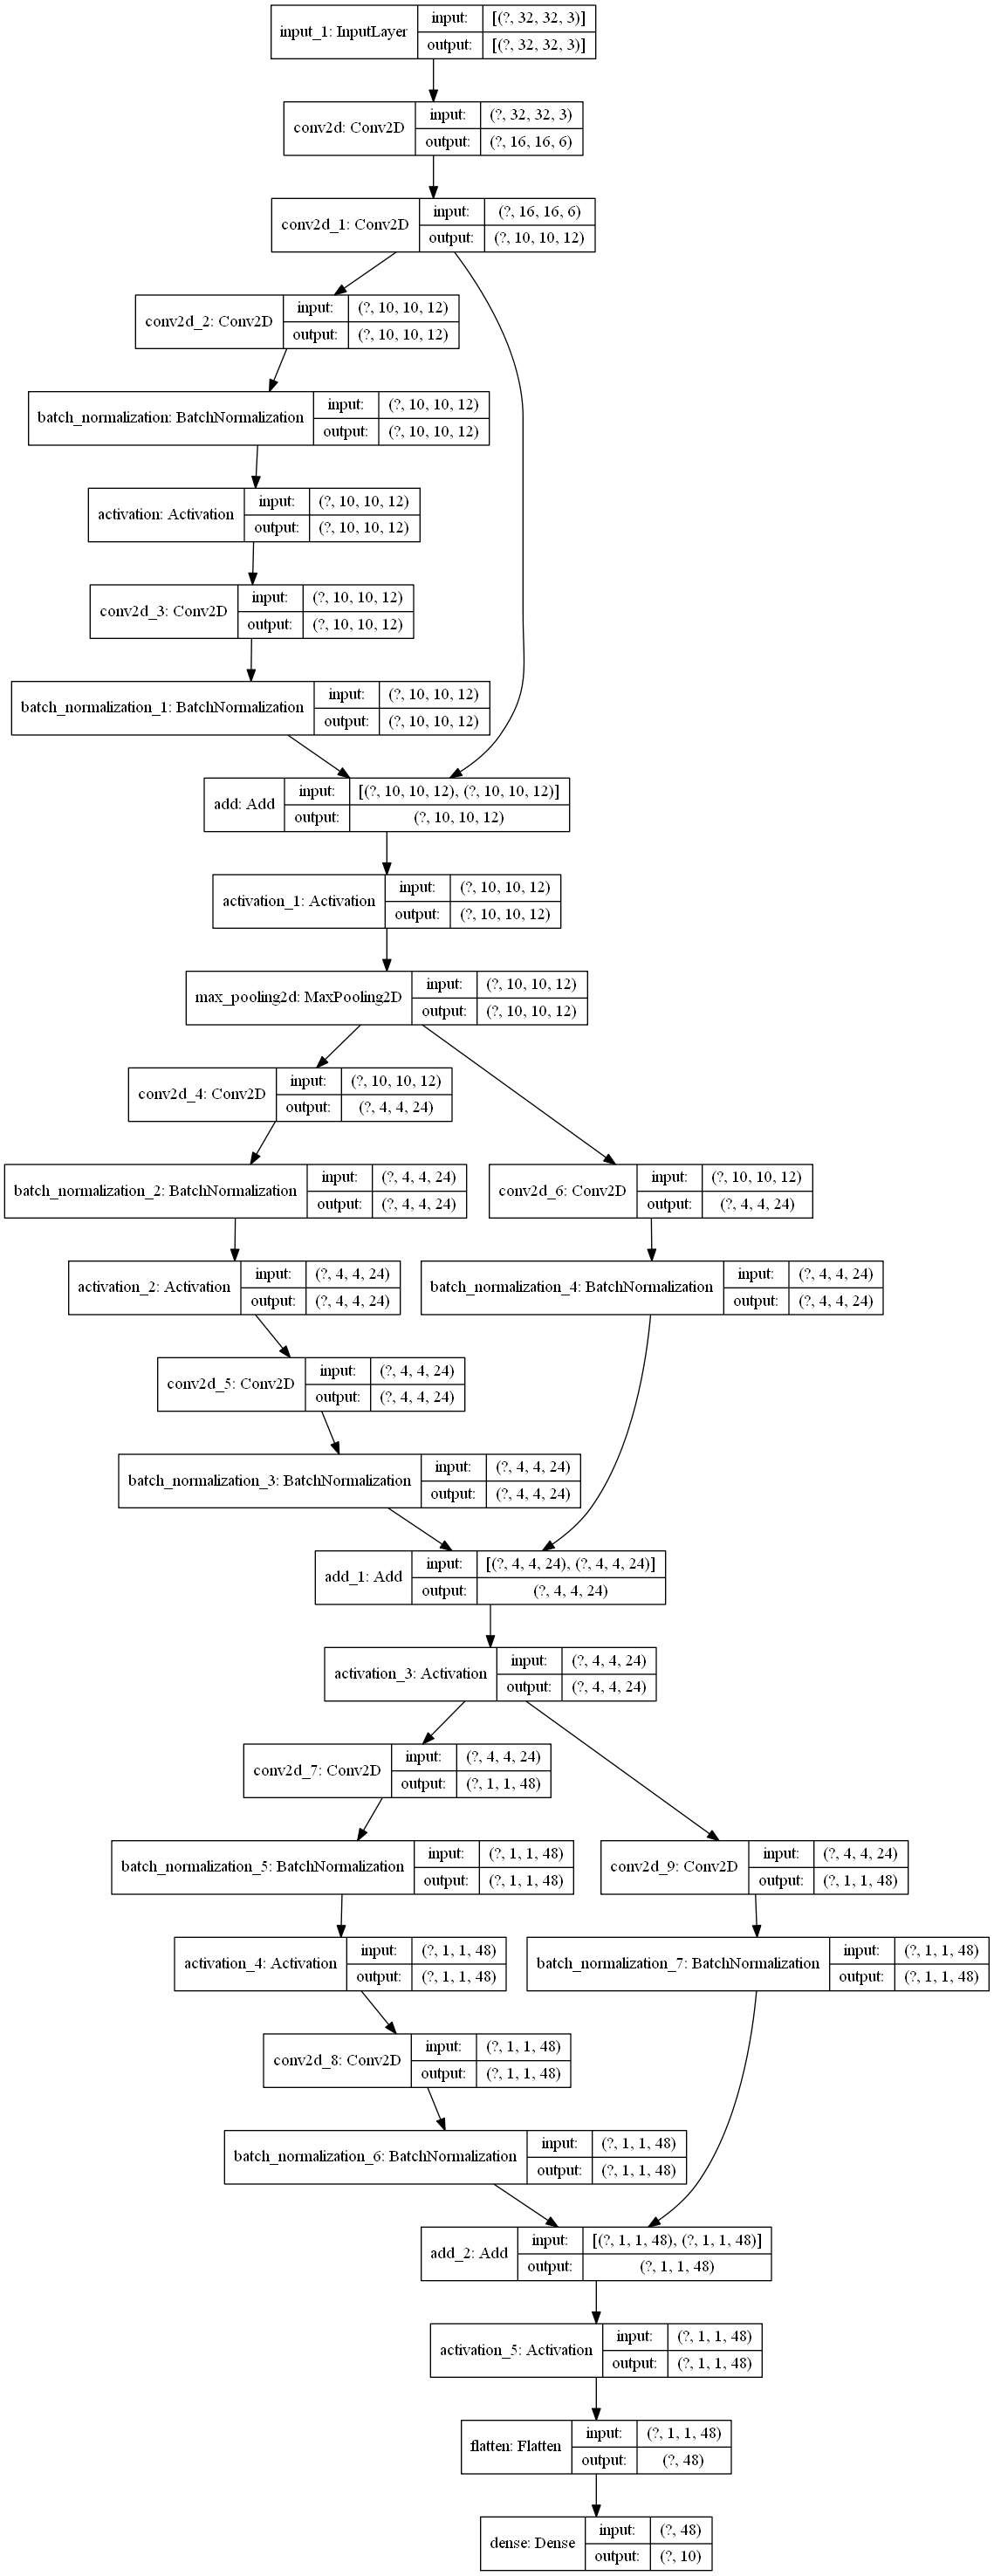 input_1: InputLayer
input: [(?, 32, 32, 3)]
output: [(?, 32, 32, 3)]
conv2d: Conv2D
input: (?, 32, 32, 3)
output: (?, 16, 16, 6)
conv2d_1: Conv2D
input: (?, 16, 16, 6)
output: (?, 10, 10, 12)
conv2d_2: Conv2D
input: (?, 10, 10, 12)
output: (?, 10, 10, 12)
batch_normalization: BatchNormalization
input: (?, 10, 10, 12)
output: (?, 10, 10, 12)
activation: Activation
input: (?, 10, 10, 12)
output: (?, 10, 10, 12)
conv2d_3: Conv2D
input: (?, 10, 10, 12)
output: (?, 10, 10, 12)
batch_normalization_1: BatchNormalization
input: (?, 10, 10, 12)
output: (?, 10, 10, 12)
add: Add
input: [(?, 10, 10, 12), (?, 10, 10, 12)]
output: (?, 10, 10, 12)
activation_1: Activation
input: (?, 10, 10, 12)
output: (?, 10, 10, 12)
max_pooling2d: MaxPooling2D
input: (?, 10, 10, 12)
output: (?, 10, 10, 12)
conv2d_4: Conv2D
input: (?, 10, 10, 12)
output: (?, 4, 4, 24)
batch_normalization_2: BatchNormalization
input: (?, 4, 4, 24)
output: (?, 4, 4, 24)
conv2d_6: Conv2D
input: (?, 10, 10, 12)
output: (?, 4, 4, 24)
activation_2: Activation
input: (?, 4, 4, 24)
output: (?, 4, 4, 24)
batch_normalization_4: BatchNormalization
input: (?, 4, 4, 24)
output: (?, 4, 4, 24)
conv2d_5: Conv2D
input: (?, 4, 4, 24)
output: (?, 4, 4, 24)
batch_normalization_3: BatchNormalization
input: (?, 4, 4, 24)
output: (?, 4, 4, 24)
add_1: Add
input: [(?, 4, 4, 24), (?, 4, 4, 24)]
output: (?, 4, 4, 24)
activation_3: Activation
input: (?, 4, 4, 24)
output: (?, 4, 4, 24)
conv2d_7: Conv2D
input: (?, 4, 4, 24)
output: (?, 1, 1, 48)
batch_normalization_5: BatchNormalization
input: (?, 1, 1, 48)
output: (?, 1, 1, 48)
conv2d_9: Conv2D
input: (?, 4, 4, 24)
output: (?, 1, 1, 48)
activation_4: Activation
input: (?, 1, 1, 48)
output: (?, 1, 1, 48)
batch_normalization_7: BatchNormalization
input: (?, 1, 1, 48)
output: (?, 1, 1, 48)
conv2d_8: Conv2D
input: (?, 1, 1, 48)
output: (?, 1, 1, 48)
batch_normalization_6: BatchNormalization
input: (?, 1, 1, 48)
output: (?, 1, 1, 48)
add_2: Add
input: [(?, 1, 1, 48), (?, 1, 1, 48)]
output: (?, 1, 1, 48)
activation_5: Activation
input: (?, 1, 1, 48)
output: (?, 1, 1, 48)
flatten: Flatten
input: (?, 1, 1, 48)
output: (?, 48)
dense: Dense
input: (?, 48)
output: (?, 10)